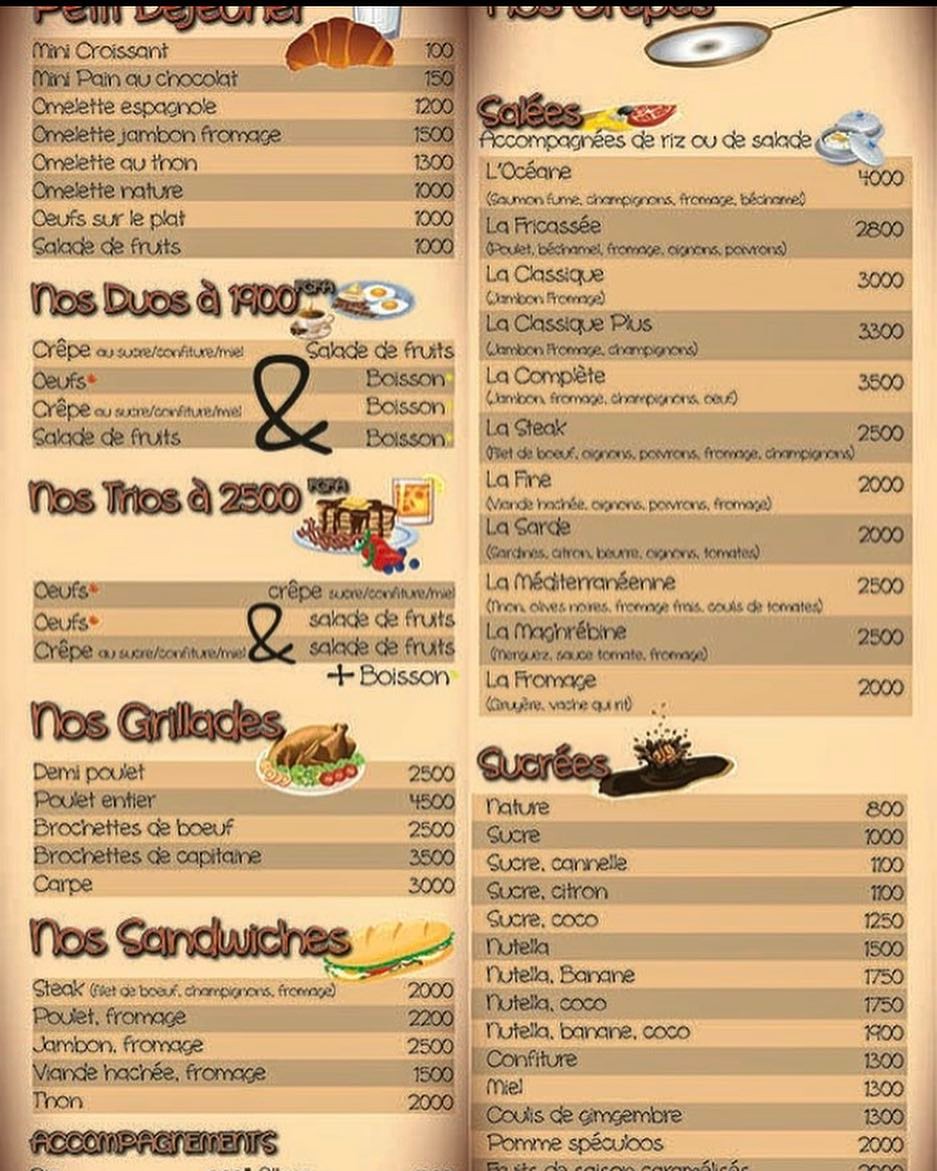 Petit Déjeuner
Mini Croissant 100
Mini Pain au chocolat 150
Omelette espagnole 1200
Omelette jambon fromage 1500
Omelette au thon 1300
Omelette nature 1000
Oeufs sur le plat 1000
Salade de fruits 1000
Nos Duos à 1900 FCFA
Crêpe au sucre/confiture/miel Salade de fruits
Oeufs* Boisson*
Crêpe au sucre/confiture/miel & Boisson*
Salade de fruits Boisson*
Nos Trios à 2500 FCFA
Oeufs* crêpe sucre/confiture/miel
Oeufs* & salade de fruits
Crêpe au sucre/confiture/miel salade de fruits
+ Boisson*
Nos Grillades
Demi poulet 2500
Poulet entier 4500
Brochettes de boeuf 2500
Brochettes de capitaine 3500
Carpe 3000
Nos Sandwiches
Steak (filet de boeuf, champignons, fromage) 2000
Poulet, fromage 2200
Jambon, fromage 2500
Viande hachée, fromage 1500
Thon 2000
ACCOMPAGNEMENTS
Nos Crêpes
Salées
Accompagnées de riz ou de salade
L'Océane 4000
(Saumon fume, champignons, fromage, béchamel)
La Fricassée 2800
(Poulet, béchamel, fromage, oignons, poivrons)
La Classique 3000
(Jambon Fromage)
La Classique Plus 3300
(Jambon Fromage, champignons)
La Complète 3500
(Jambon, fromage, champignons, oeuf)
La Steak 2500
(Filet de boeuf, oignons, poivrons, fromage, champignons)
La Fine 2000
(Viande hachée, oignons, poivrons, fromage)
La Sarde 2000
(Sardines, citron, beurre, oignons, tomates)
La Méditerranéenne 2500
(Thon, olives noires, fromage frais, coulis de tomates)
La Maghrébine 2500
(Merguez, sauce tomate, fromage)
La Fromage 2000
(Gruyère, vache qui rit)
Sucrées
Nature 800
Sucre 1000
Sucre, cannelle 1100
Sucre, citron 1100
Sucre, coco 1250
Nutella 1500
Nutella, Banane 1750
Nutella, coco 1750
Nutella, banane, coco 1900
Confiture 1300
Miel 1300
Coulis de gimgembre 1300
Pomme spéculoos 2000
Fruits de saison caramélisés